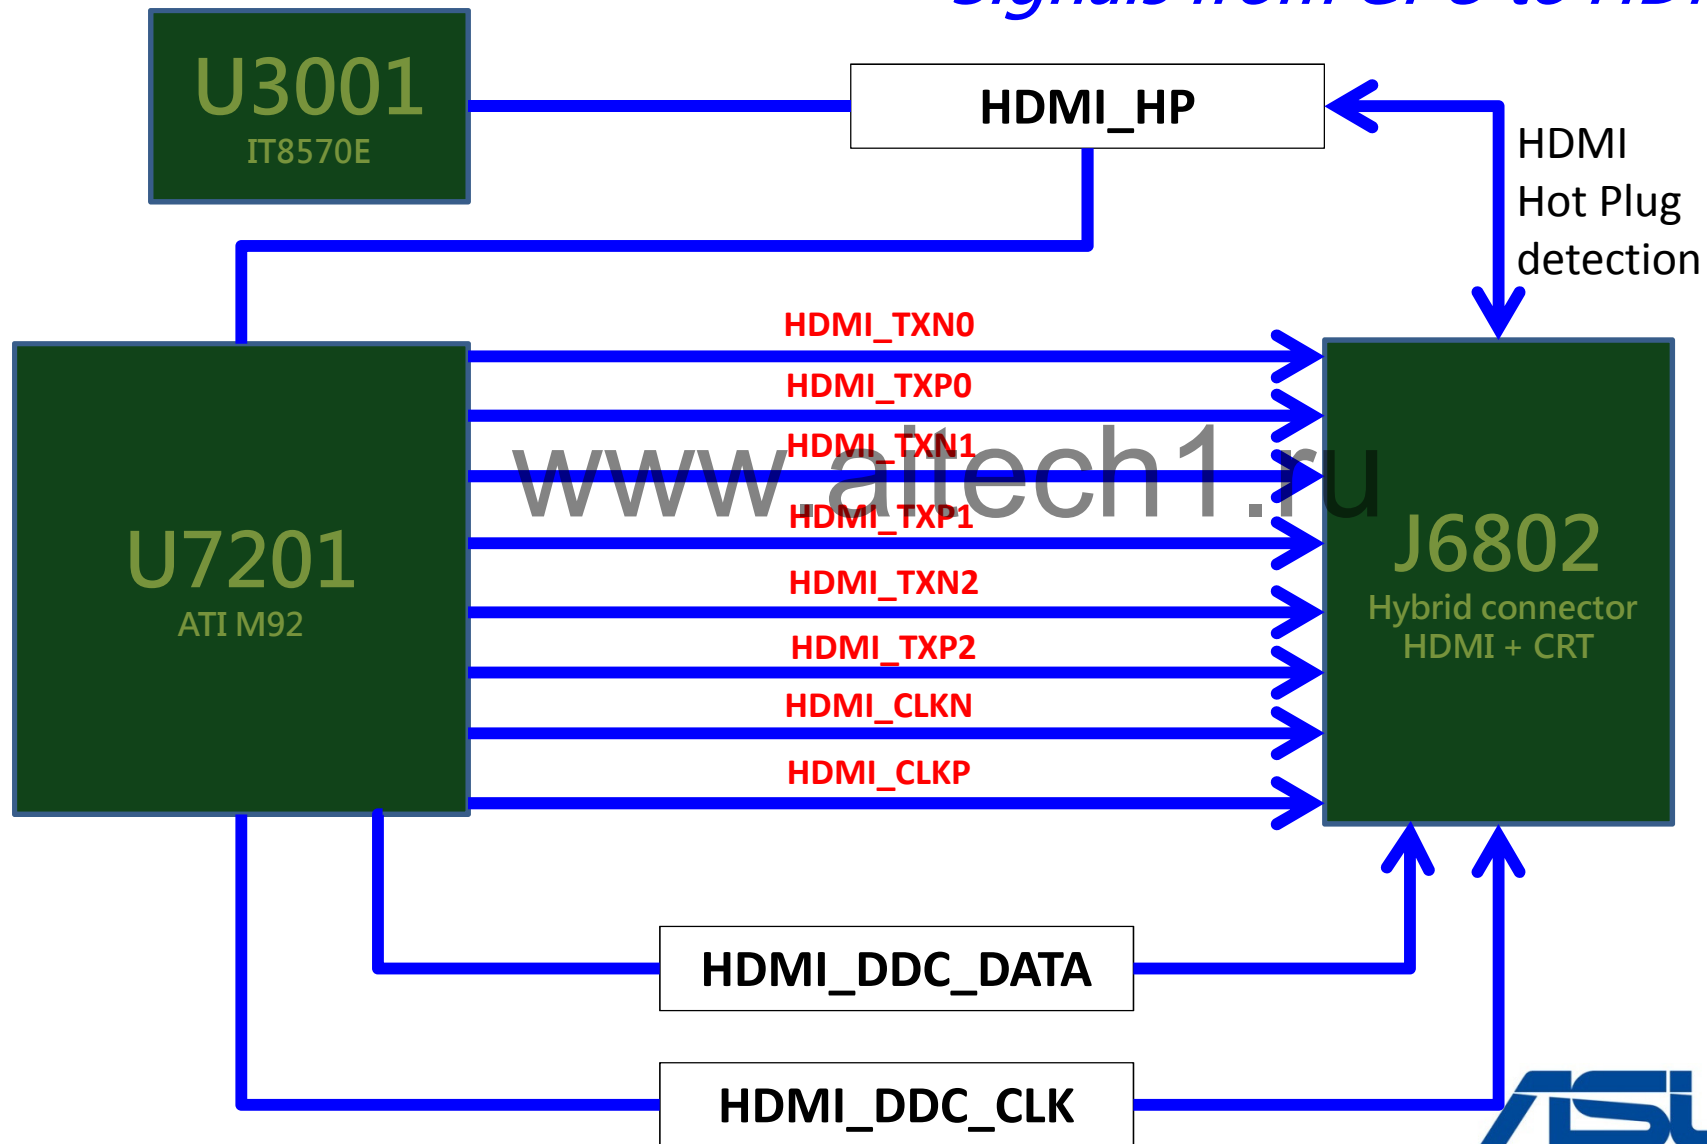 U3001
IT8570E
HDMI_HP
HDMI
Hot Plug
detection
HDMI_TXN0
HDMI_TXP0
HDMI_TXN1
www.aitech1.ru
HDMI_TXP1
HDMI_TXN2
HDMI_TXP2
HDMI_CLKN
HDMI_CLKP
U7201
ATI M92
J6802
Hybrid connector
HDMI + CRT
HDMI_DDC_DATA
HDMI_DDC_CLK